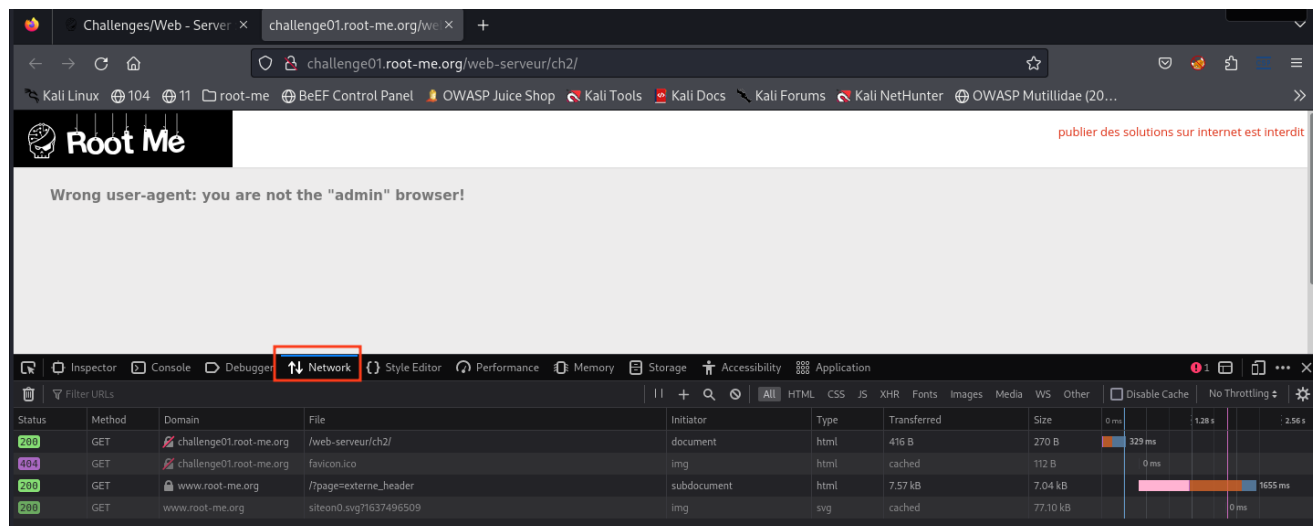 Challenges/Web - Server × challenge01.root-me.org/we × +
challenge01.root-me.org/web-serveur/ch2/
Kali Linux 104 11 root-me BeEF Control Panel OWASP Juice Shop Kali Tools Kali Docs Kali Forums Kali NetHunter OWASP Mutillidae (20… »
Root Me publier des solutions sur internet est interdit
Wrong user-agent: you are not the "admin" browser!
Inspector Console Debugger Network {} Style Editor Performance Memory Storage Accessibility Application 1
Filter URLs All HTML CSS JS XHR Fonts Images Media WS Other Disable Cache No Throttling
Status Method Domain File Initiator Type Transferred Size 0 ms 1.28 s 2.56 s
200 GET challenge01.root-me.org /web-serveur/ch2/ document html 416 B 270 B 329 ms
404 GET challenge01.root-me.org favicon.ico img html cached 112 B 0 ms
200 GET www.root-me.org /?page=externe_header subdocument html 7.57 kB 7.04 kB 1655 ms
200 GET www.root-me.org siteon0.svg?1637496509 img svg cached 77.10 kB 0 ms